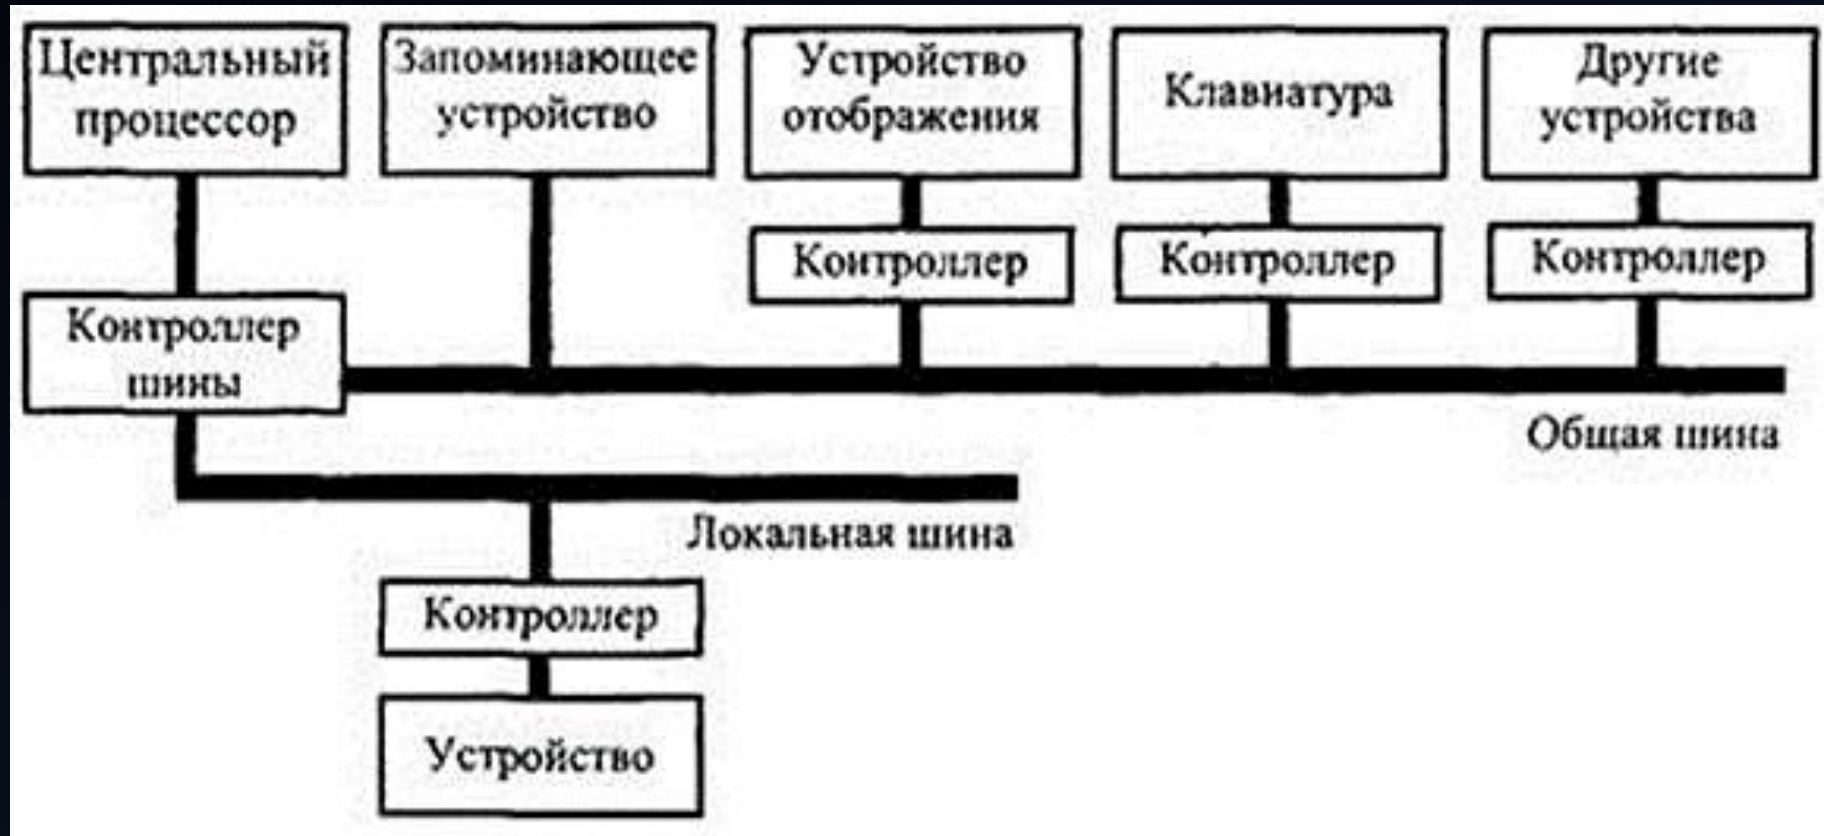 Центральный
процессор
Запоминающее
устройство
Устройство
отображения
Клавиатура
Другие
устройства
Контроллер
Контроллер
Контроллер
Контроллер
шины
Общая шина
Локальная шина
Контроллер
Устройство